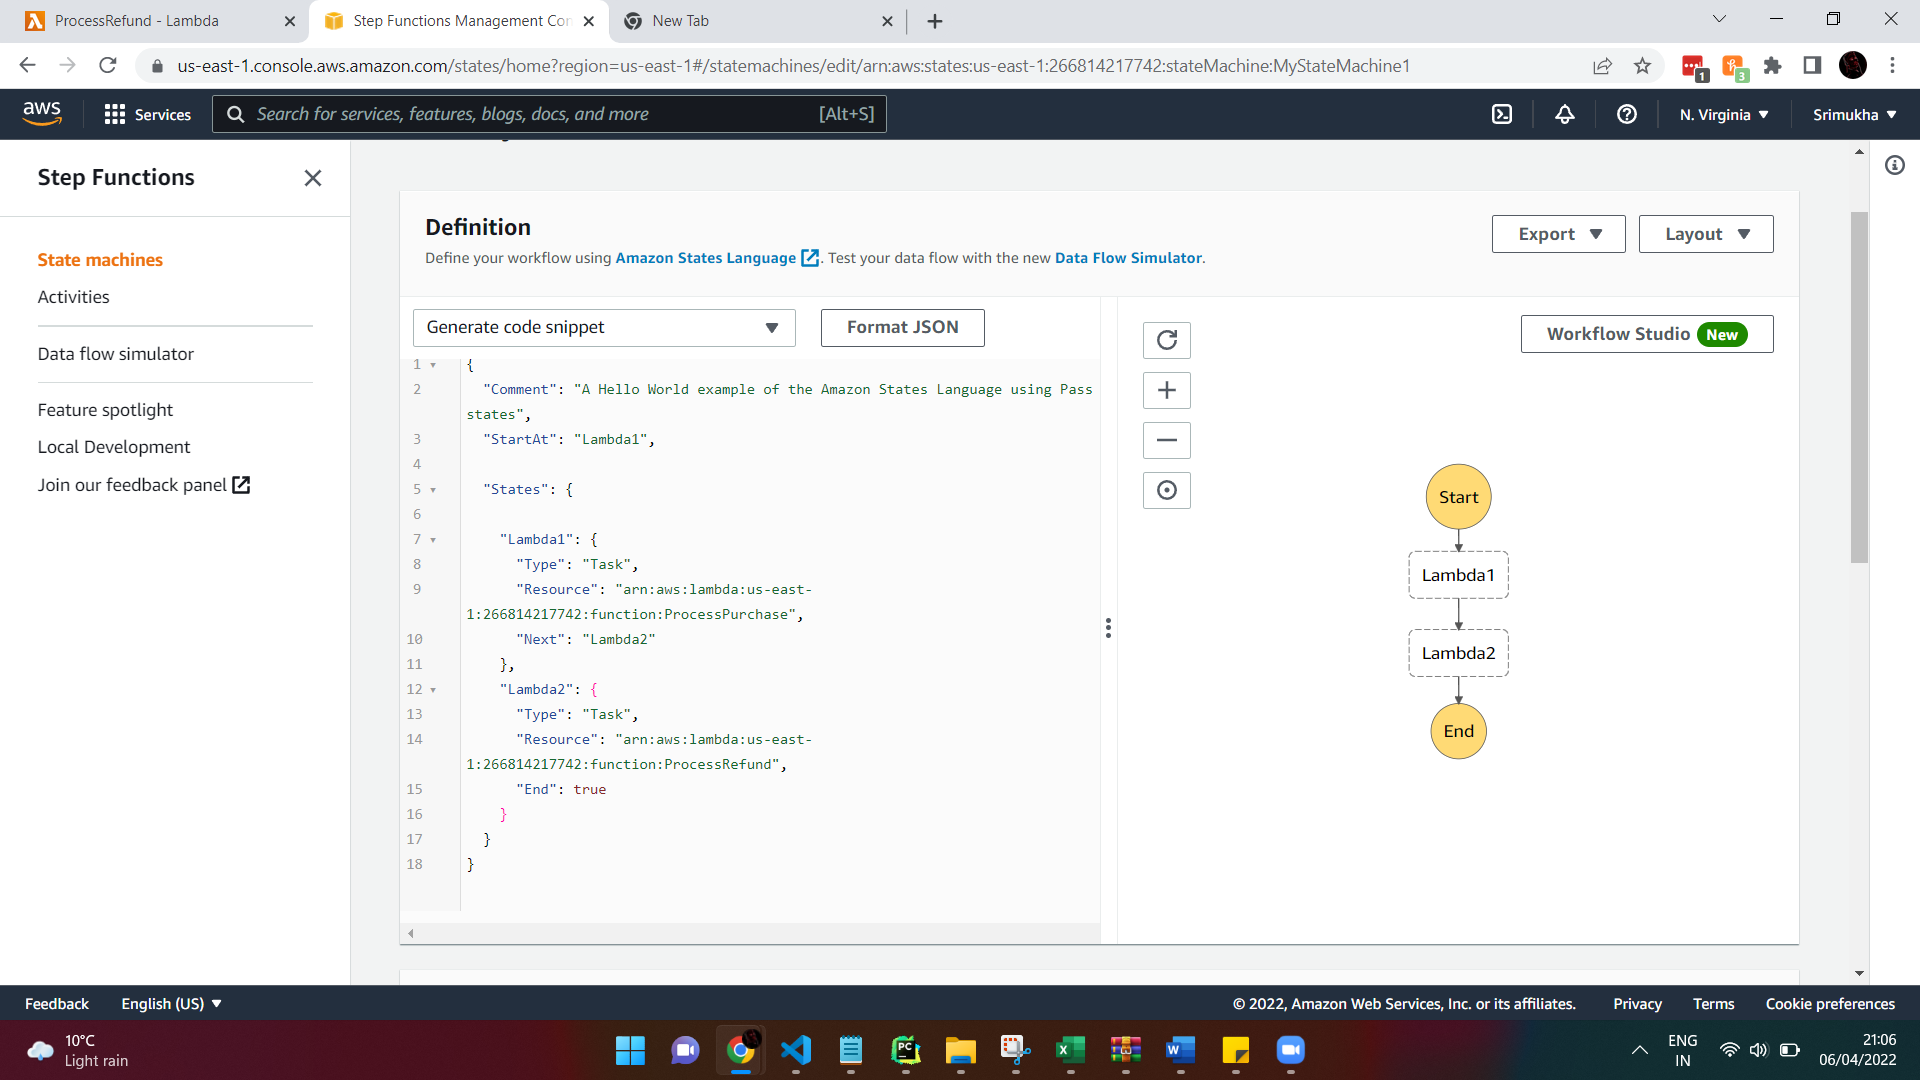 ProcessRefund - Lambda
Step Functions Management Con
New Tab
us-east-1.console.aws.amazon.com/states/home?region=us-east-1#/statemachines/edit/arn:aws:states:us-east-1:266814217742:stateMachine:MyStateMachine1
1
3
aws
Services
Search for services, features, blogs, docs, and more
[Alt+S]
N. Virginia
Srimukha
Step Functions
State machines
Activities
Data flow simulator
Feature spotlight
Local Development
Join our feedback panel
Definition
Define your workflow using Amazon States Language. Test your data flow with the new Data Flow Simulator.
Export
Layout
Generate code snippet
Format JSON
Workflow Studio New
1 {
2 "Comment": "A Hello World example of the Amazon States Language using Pass
states",
3 "StartAt": "Lambda1",
4
5 "States": {
6
7 "Lambda1": {
8 "Type": "Task",
9 "Resource": "arn:aws:lambda:us-east-
1:266814217742:function:ProcessPurchase",
10 "Next": "Lambda2"
11 },
12 "Lambda2": {
13 "Type": "Task",
14 "Resource": "arn:aws:lambda:us-east-
1:266814217742:function:ProcessRefund",
15 "End": true
16 }
17 }
18 }
Start
Lambda1
Lambda2
End
Feedback
English (US)
© 2022, Amazon Web Services, Inc. or its affiliates.
Privacy
Terms
Cookie preferences
10°C
Light rain
PC
X
W
ENG
IN
21:06
06/04/2022